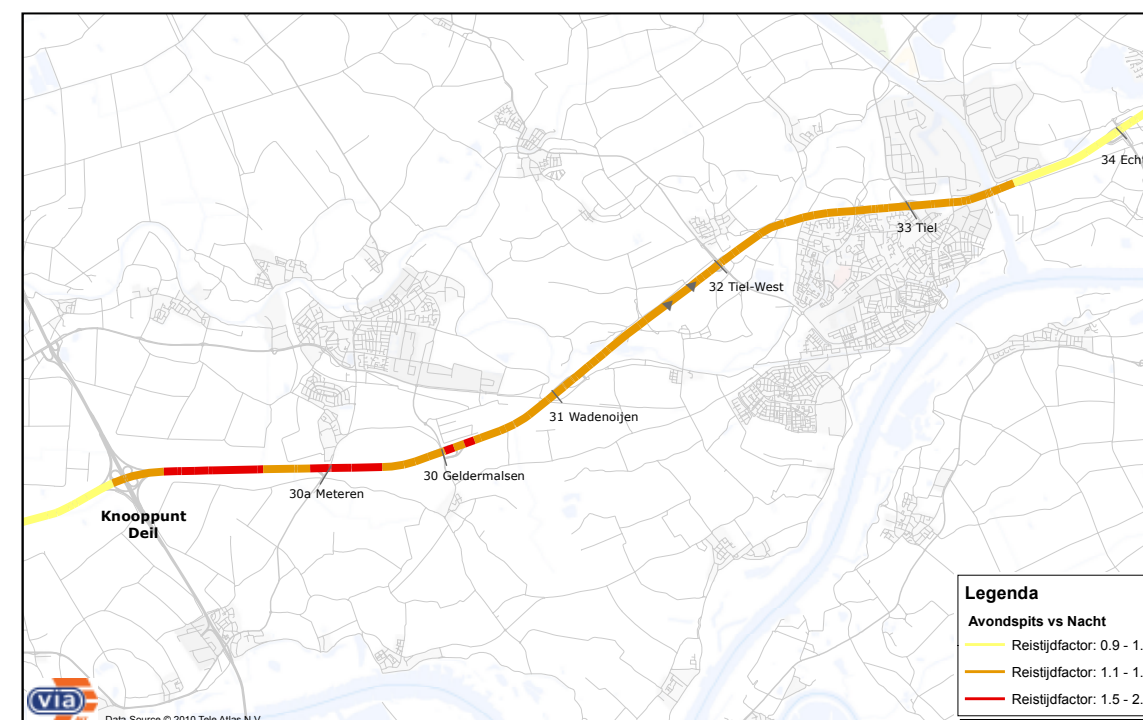 34 Echt
33 Tiel
32 Tiel-West
31 Wadenoijen
30 Geldermalsen
30a Meteren
Knooppunt
Deil
Legenda
Avondspits vs Nacht
Reistijdfactor: 0.9 - 1.
Reistijdfactor: 1.1 - 1.
Reistijdfactor: 1.5 - 2.
via
Data Source © 2010 Tele Atlas N.V.